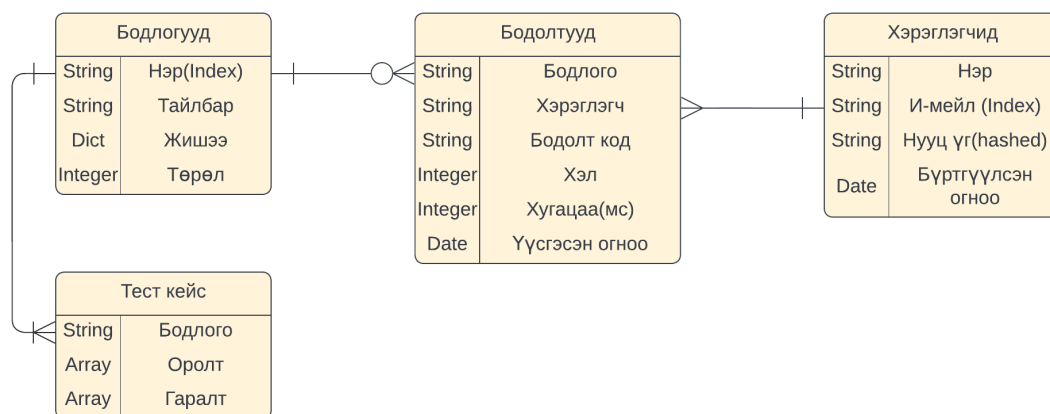 Бодлогууд
String Нэр(Index)
String Тайлбар
Dict Жишээ
Integer Төрөл
Бодолтууд
String Бодлого
String Хэрэглэгч
String Бодолт код
Integer Хэл
Integer Хугацаа(мс)
Date Үүсгэсэн огноо
Хэрэглэгчид
String Нэр
String И-мейл (Index)
String Нууц үг(hashed)
Date Бүртгүүлсэн
огноо
Тест кейс
String Бодлого
Array Оролт
Array Гаралт